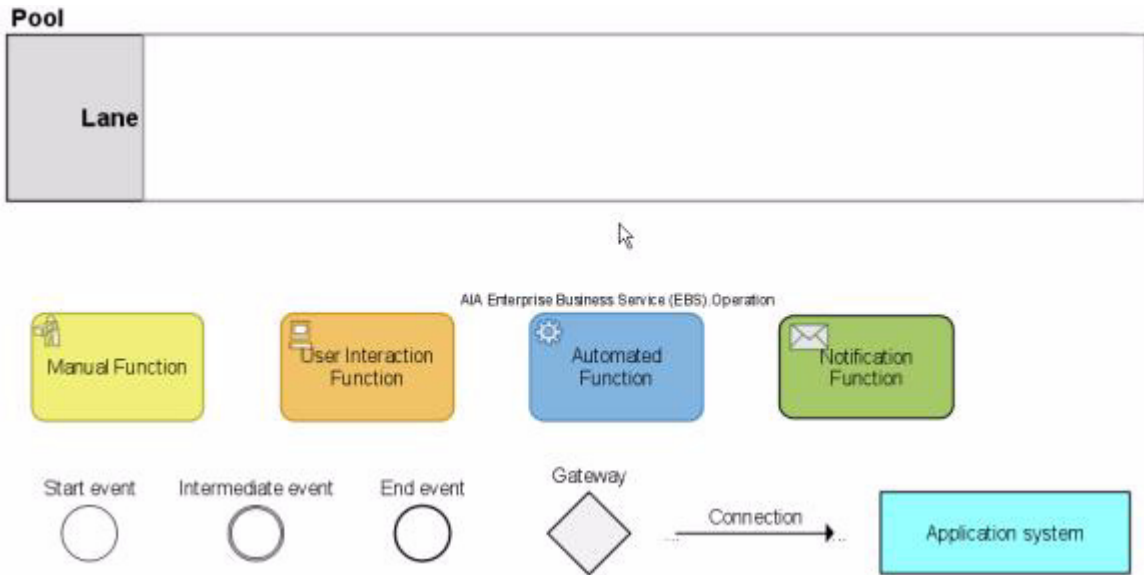 Pool
Lane
AIA Enterprise Business Service (EBS).Operation
Manual Function
User Interaction
Function
Automated
Function
Notification
Function
Start event
Intermediate event
End event
Gateway
... Connection ...
Application system